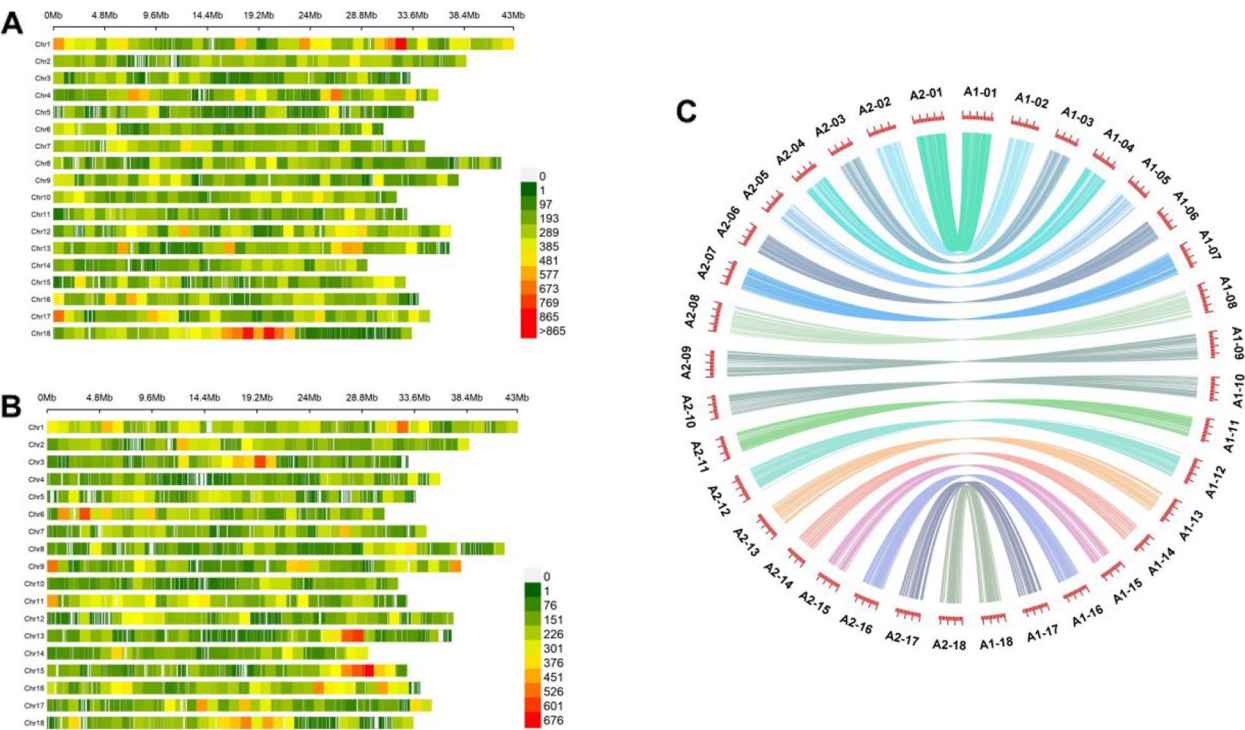 A
0Mb 4.8Mb 9.6Mb 14.4Mb 19.2Mb 24Mb 28.8Mb 33.6Mb 38.4Mb 43Mb
Chr1
Chr2
Chr3
Chr4
Chr5
Chr6
Chr7
Chr8
Chr9
Chr10
Chr11
Chr12
Chr13
Chr14
Chr15
Chr16
Chr17
Chr18
0
1
97
193
289
385
481
577
673
769
865
>865
B
0Mb 4.8Mb 9.6Mb 14.4Mb 19.2Mb 24Mb 28.8Mb 33.6Mb 38.4Mb 43Mb
Chr1
Chr2
Chr3
Chr4
Chr5
Chr6
Chr7
Chr8
Chr9
Chr10
Chr11
Chr12
Chr13
Chr14
Chr15
Chr16
Chr17
Chr18
0
1
76
151
226
301
376
451
526
601
676
C
A1-01
A1-02
A1-03
A1-04
A1-05
A1-06
A1-07
A1-08
A1-09
A1-10
A1-11
A1-12
A1-13
A1-14
A1-15
A1-16
A1-17
A1-18
A2-18
A2-17
A2-16
A2-15
A2-14
A2-13
A2-12
A2-11
A2-10
A2-09
A2-08
A2-07
A2-06
A2-05
A2-04
A2-03
A2-02
A2-01